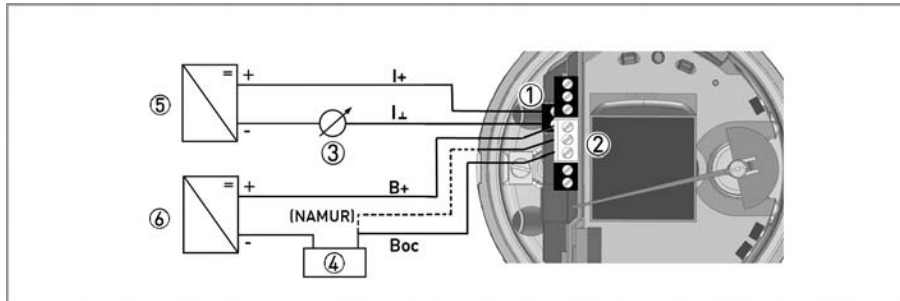 ①
I+
+
=
⑤
I⊥
②
-
③
=
+
B+
⑥
(NAMUR)
-
Boc
④